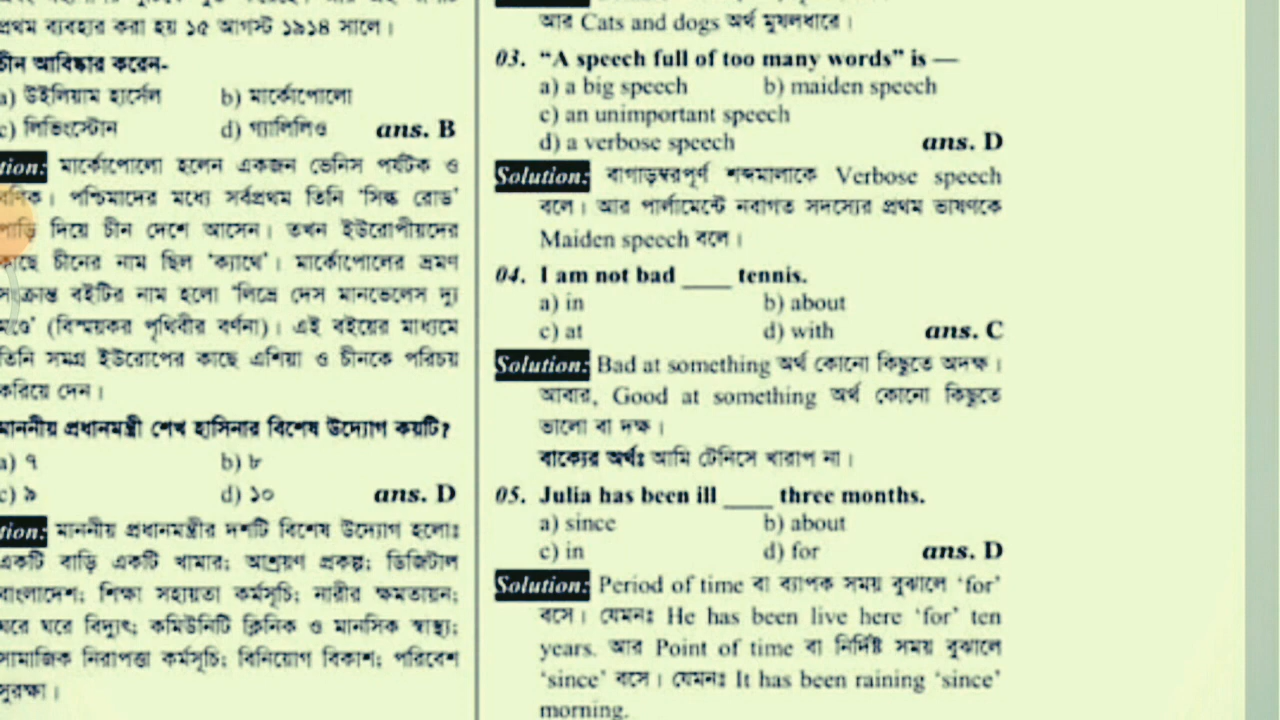 প্রথম ব্যবহার করা হয় ১৫ আগস্ট ১৯১৪ সালে।
চীন আবিষ্কার করেন-
a) উইলিয়াম হার্সেল b) মার্কোপোলো
c) লিভিংস্টোন d) গ্যালিলিও ans. B
tion: মার্কোপোলো হলেন একজন ভেনিস পর্যটক ও
বণিক। পশ্চিমাদের মধ্যে সর্বপ্রথম তিনি ‘সিল্ক রোড’
পাড়ি দিয়ে চীন দেশে আসেন। তখন ইউরোপীয়দের
কাছে চীনের নাম ছিল ‘ক্যাথে’। মার্কোপোলের ভ্রমণ
সংক্রান্ত বইটির নাম হলো ‘লিভ্রে দেস মানভেলেস দ্যু
মণ্ডে’ (বিস্ময়কর পৃথিবীর বর্ণনা)। এই বইয়ের মাধ্যমে
তিনি সমগ্র ইউরোপের কাছে এশিয়া ও চীনকে পরিচয়
করিয়ে দেন।
মাননীয় প্রধানমন্ত্রী শেখ হাসিনার বিশেষ উদ্যোগ কয়টি?
a) ৭ b) ৮
c) ৯ d) ১০ ans. D
tion: মাননীয় প্রধানমন্ত্রীর দশটি বিশেষ উদ্যোগ হলোঃ
একটি বাড়ি একটি খামার; আশ্রয়ণ প্রকল্প; ডিজিটাল
বাংলাদেশ; শিক্ষা সহায়তা কর্মসূচি; নারীর ক্ষমতায়ন;
ঘরে ঘরে বিদ্যুৎ; কমিউনিটি ক্লিনিক ও মানসিক স্বাস্থ্য;
সামাজিক নিরাপত্তা কর্মসূচি; বিনিয়োগ বিকাশ; পরিবেশ
সুরক্ষা।
আর Cats and dogs অর্থ মুষলধারে।
03. “A speech full of too many words” is —
a) a big speech b) maiden speech
c) an unimportant speech
d) a verbose speech ans. D
Solution: বাগাড়ম্বরপূর্ণ শব্দমালাকে Verbose speech
বলে। আর পার্লামেন্টে নবাগত সদস্যের প্রথম ভাষণকে
Maiden speech বলে।
04. I am not bad ____ tennis.
a) in b) about
c) at d) with ans. C
Solution: Bad at something অর্থ কোনো কিছুতে অদক্ষ।
আবার, Good at something অর্থ কোনো কিছুতে
ভালো বা দক্ষ।
বাক্যের অর্থঃ আমি টেনিসে খারাপ না।
05. Julia has been ill ____ three months.
a) since b) about
c) in d) for ans. D
Solution: Period of time বা ব্যাপক সময় বুঝালে ‘for’
বসে। যেমনঃ He has been live here ‘for’ ten
years. আর Point of time বা নির্দিষ্ট সময় বুঝালে
‘since’ বসে। যেমনঃ It has been raining ‘since’
morning.